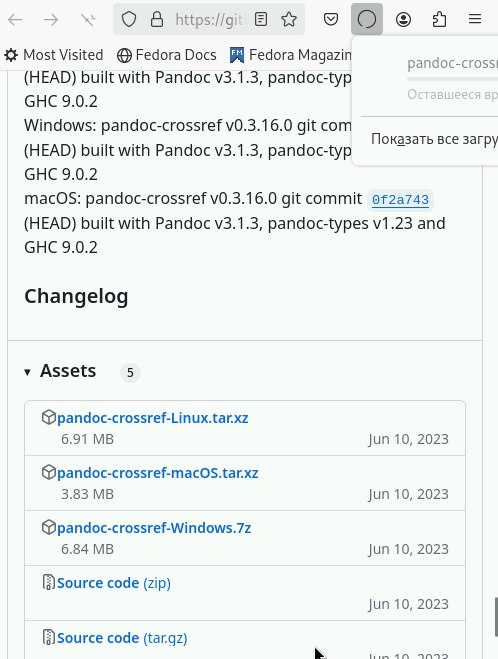 https://git
Most Visited Fedora Docs Fedora Magazin
pandoc-cross
Оставшееся вр
Показать все загру
(HEAD) built with Pandoc v3.1.3, pandoc-typ
GHC 9.0.2
Windows: pandoc-crossref v0.3.16.0 git com
(HEAD) built with Pandoc v3.1.3, pandoc-typ
GHC 9.0.2
macOS: pandoc-crossref v0.3.16.0 git commit 0f2a743
(HEAD) built with Pandoc v3.1.3, pandoc-types v1.23 and
GHC 9.0.2
Changelog
Assets 5
pandoc-crossref-Linux.tar.xz
6.91 MB Jun 10, 2023
pandoc-crossref-macOS.tar.xz
3.83 MB Jun 10, 2023
pandoc-crossref-Windows.7z
6.84 MB Jun 10, 2023
Source code (zip)
Jun 10, 2023
Source code (tar.gz)
Jun 10, 2023